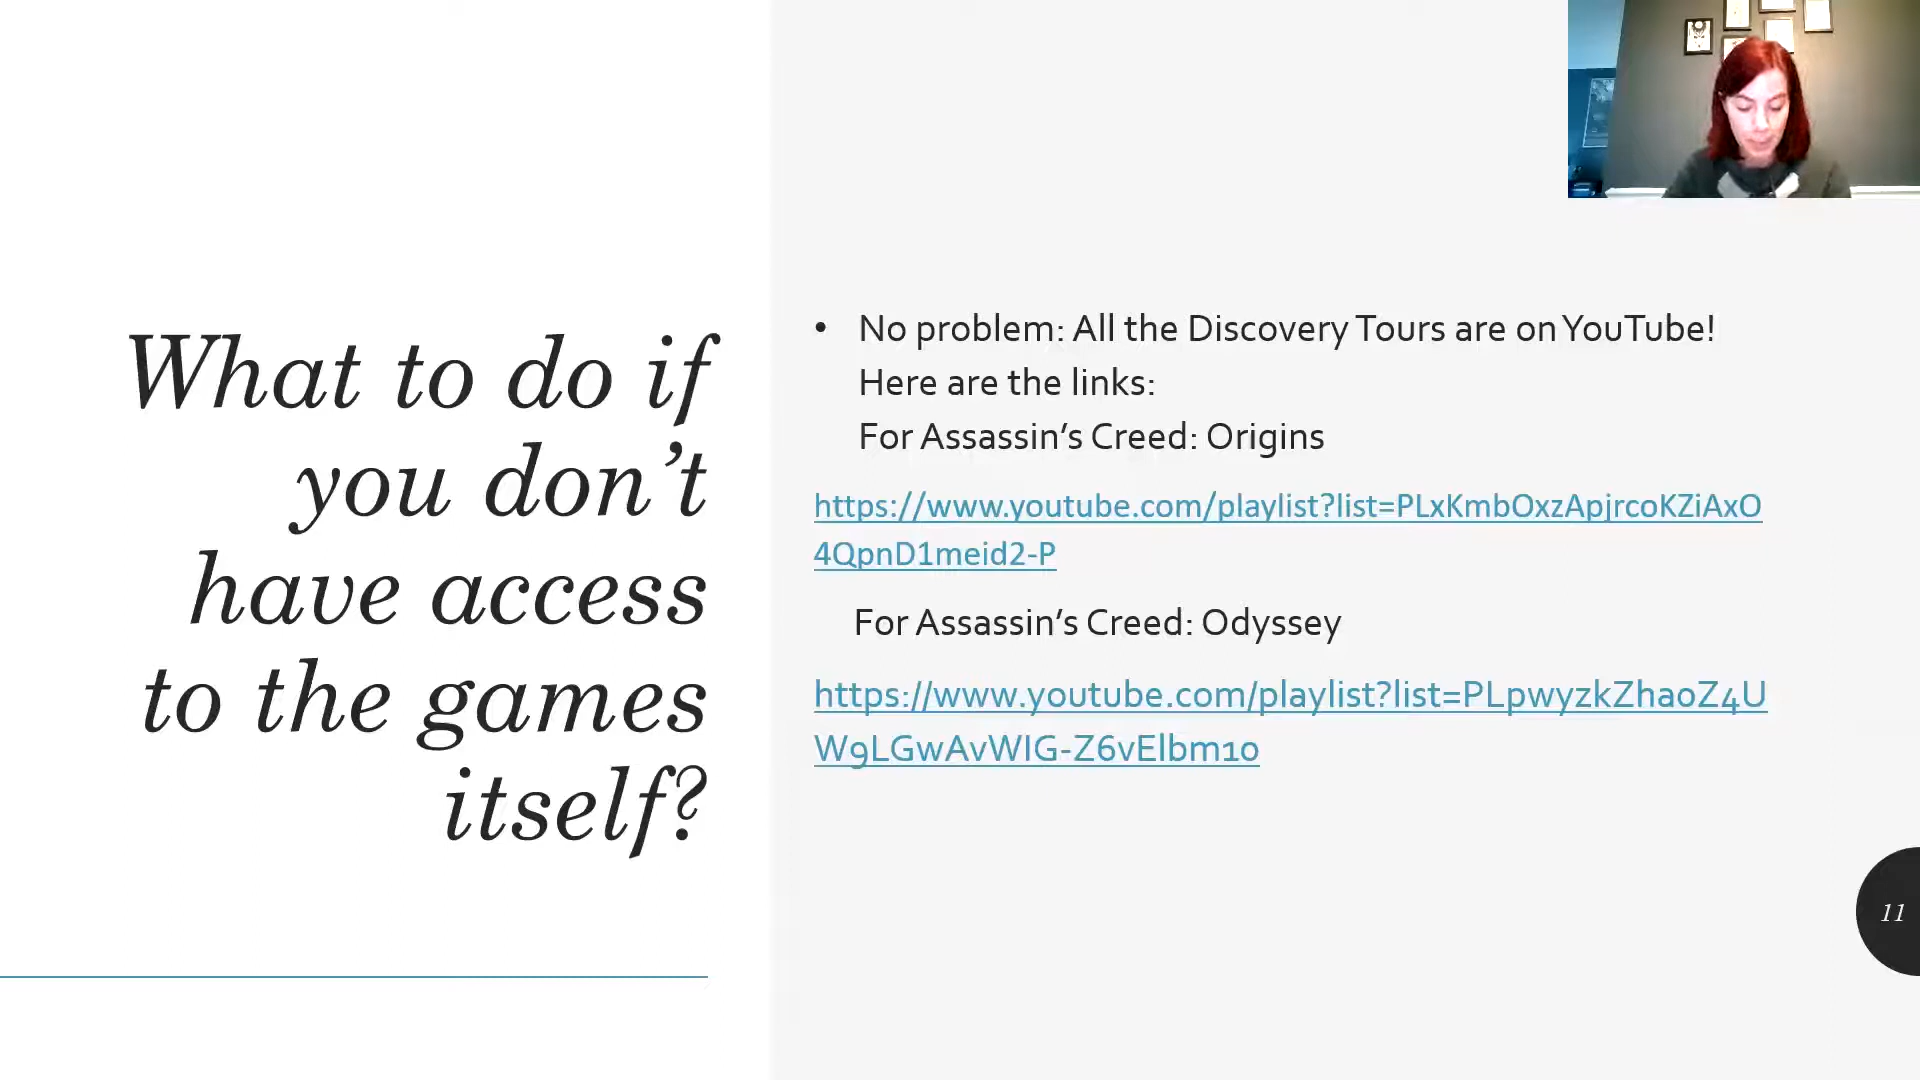 What to do if
you don’t
have access
to the games
itself?
• No problem: All the Discovery Tours are on YouTube!
Here are the links:
For Assassin’s Creed: Origins
https://www.youtube.com/playlist?list=PLxKmbOxzApjrcoKZiAxO
4QpnD1meid2-P
For Assassin’s Creed: Odyssey
https://www.youtube.com/playlist?list=PLpwyzkZhaoZ4U
W9LGwAvWIG-Z6vElbm10
11